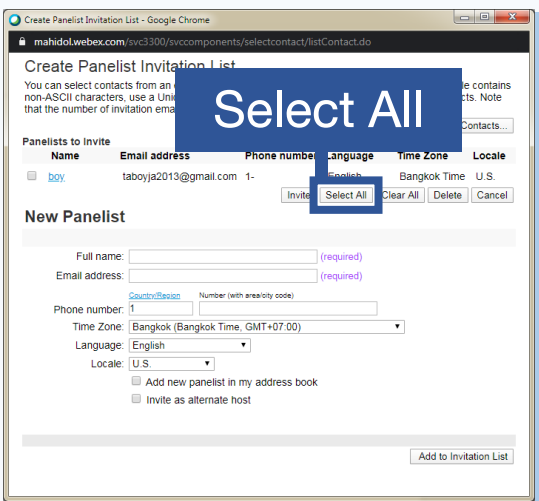 Create Panelist Invitation List - Google Chrome
mahidol.webex.com/svc3300/svccomponents/selectcontact/listContact.do
Create Panelist Invitation List
You can select contacts from an
le contains
non-ASCII characters, use a Uni
cts. Note
that the number of invitation ema
Select All
Contacts...
Panelists to Invite
Name Email address Phone number Language Time Zone Locale
boy taboyja2013@gmail.com 1- English Bangkok Time U.S.
Invite Select All Clear All Delete Cancel
New Panelist
Full name: (required)
Email address: (required)
Country/Region Number (with area/city code)
Phone number: 1
Time Zone: Bangkok (Bangkok Time, GMT+07:00)
Language: English
Locale: U.S.
Add new panelist in my address book
Invite as alternate host
Add to Invitation List